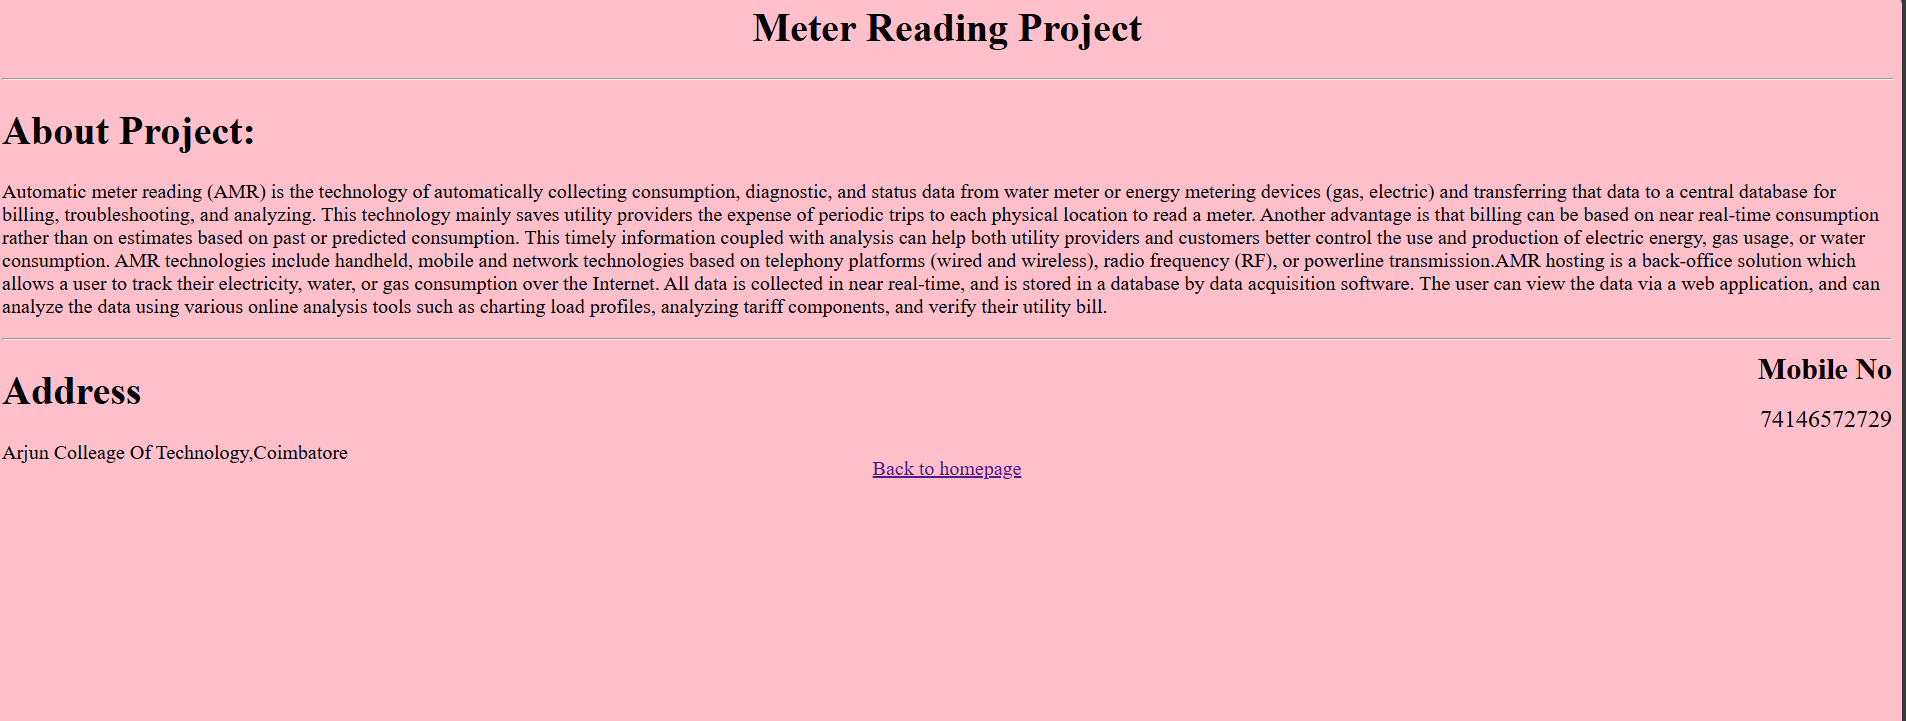 Meter Reading Project
About Project:
Automatic meter reading (AMR) is the technology of automatically collecting consumption, diagnostic, and status data from water meter or energy metering devices (gas, electric) and transferring that data to a central database for
billing, troubleshooting, and analyzing. This technology mainly saves utility providers the expense of periodic trips to each physical location to read a meter. Another advantage is that billing can be based on near real-time consumption
rather than on estimates based on past or predicted consumption. This timely information coupled with analysis can help both utility providers and customers better control the use and production of electric energy, gas usage, or water
consumption. AMR technologies include handheld, mobile and network technologies based on telephony platforms (wired and wireless), radio frequency (RF), or powerline transmission.AMR hosting is a back-office solution which
allows a user to track their electricity, water, or gas consumption over the Internet. All data is collected in near real-time, and is stored in a database by data acquisition software. The user can view the data via a web application, and can
analyze the data using various online analysis tools such as charting load profiles, analyzing tariff components, and verify their utility bill.
Address
Arjun Colleage Of Technology,Coimbatore
Mobile No
74146572729
Back to homepage